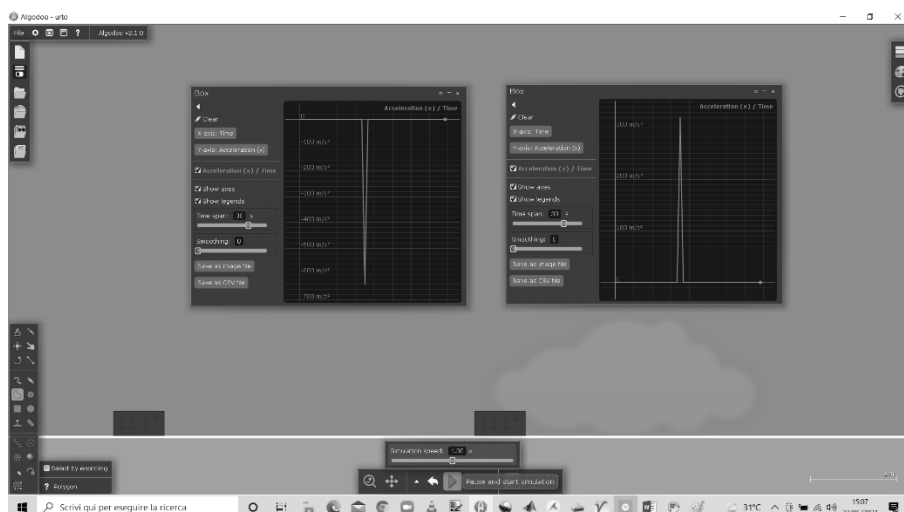 Algodoo - urto
File ? Algodoo v2.1.0
Box
Clear
X-axis: Time
Y-axis: Acceleration (x)
Acceleration (x) / Time
Show axes
Show legends
Time span: 30 s
Smoothing: 0
Save as image file
Save as CSV file
Acceleration (x) / Time
0
-100 m/s²
-200 m/s²
-300 m/s²
-400 m/s²
-500 m/s²
-600 m/s²
-700 m/s²
Box
Clear
X-axis: Time
Y-axis: Acceleration (x)
Acceleration (x) / Time
Show axes
Show legends
Time span: 30 s
Smoothing: 0
Save as image file
Save as CSV file
Acceleration (x) / Time
300 m/s²
200 m/s²
100 m/s²
0
Simulation speed: 1.00 x
Pause and start simulation
Select by encircling
? Polygon
Scrivi qui per eseguire la ricerca
31°C
15:07